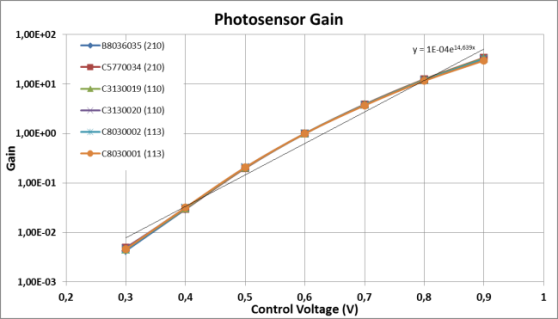 Photosensor Gain
1,00E+02
1,00E+01
1,00E+00
1,00E-01
1,00E-02
1,00E-03
Gain
B8036035 (210)
C5770034 (210)
C3130019 (110)
C3130020 (110)
C8030002 (113)
C8030001 (113)
y = 1E-04e^14,639x
0,2 0,3 0,4 0,5 0,6 0,7 0,8 0,9 1
Control Voltage (V)